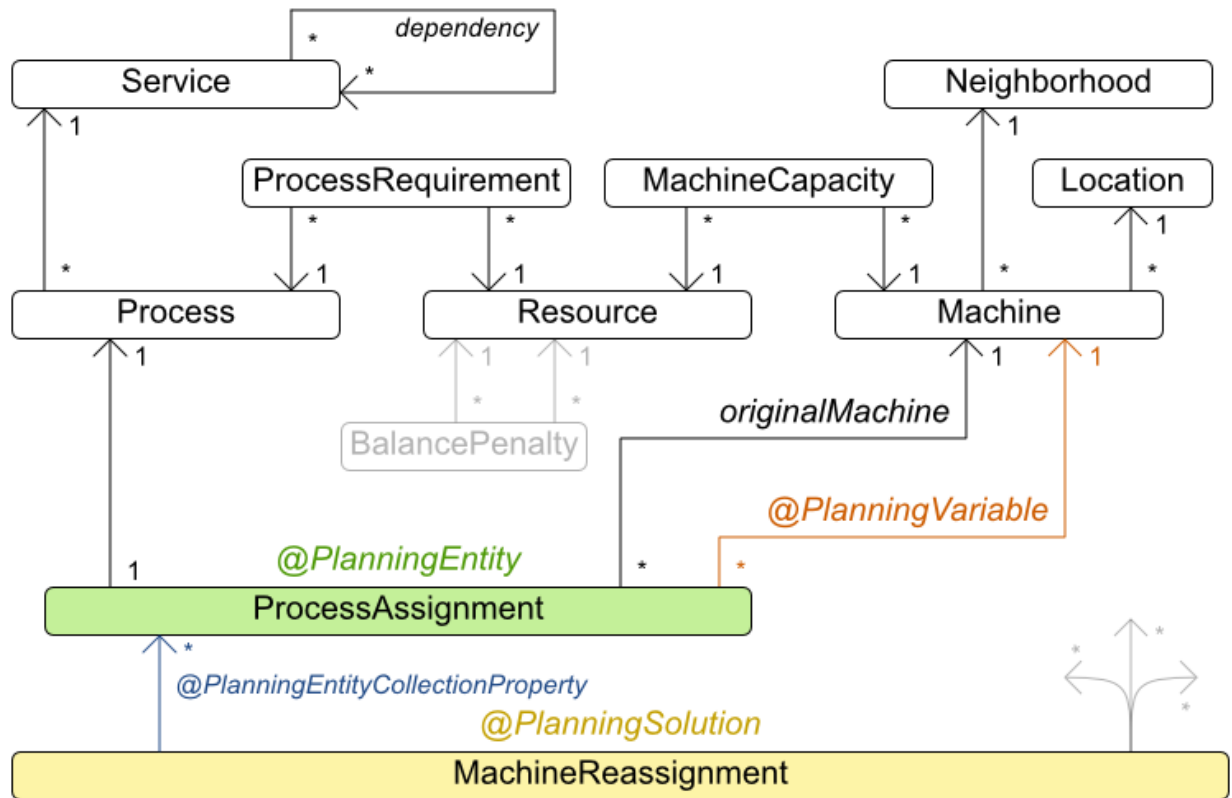 * dependency
Service * Neighborhood
1 1
ProcessRequirement MachineCapacity Location
* * * * 1
* 1 1 1 1 * *
Process Resource Machine
1 1 1 1 1
* * originalMachine
BalancePenalty
@PlanningVariable
@PlanningEntity
1 * *
ProcessAssignment
* * *
@PlanningEntityCollectionProperty *
@PlanningSolution
MachineReassignment